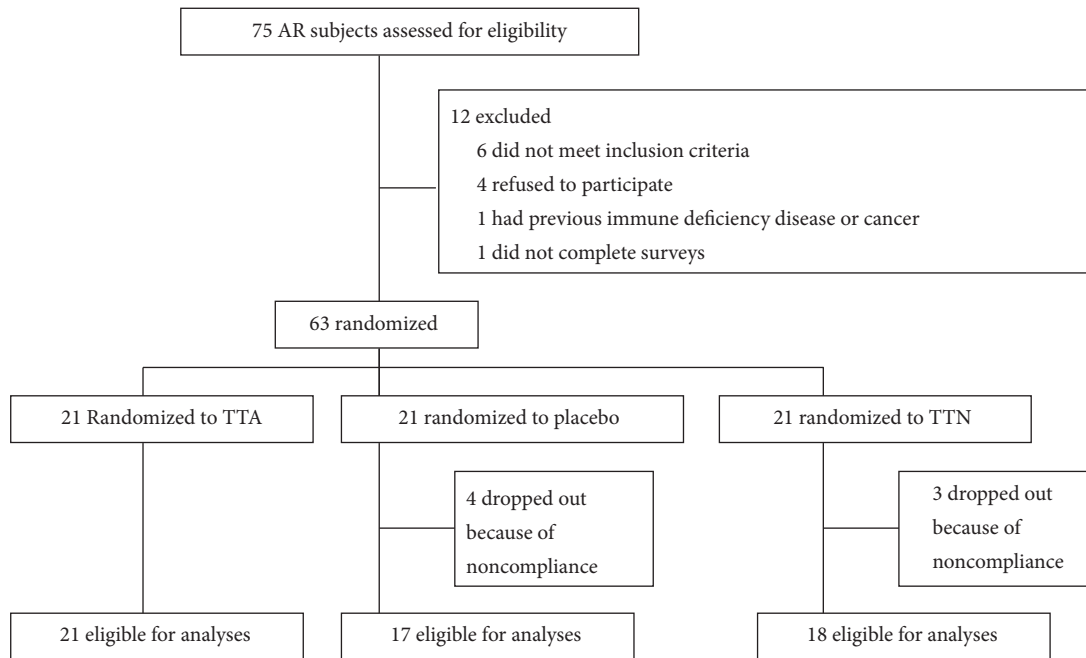 75 AR subjects assessed for eligibility
12 excluded
6 did not meet inclusion criteria
4 refused to participate
1 had previous immune deficiency disease or cancer
1 did not complete surveys
63 randomized
21 Randomized to TTA
21 randomized to placebo
21 randomized to TTN
4 dropped out
because of
noncompliance
3 dropped out
because of
noncompliance
21 eligible for analyses
17 eligible for analyses
18 eligible for analyses